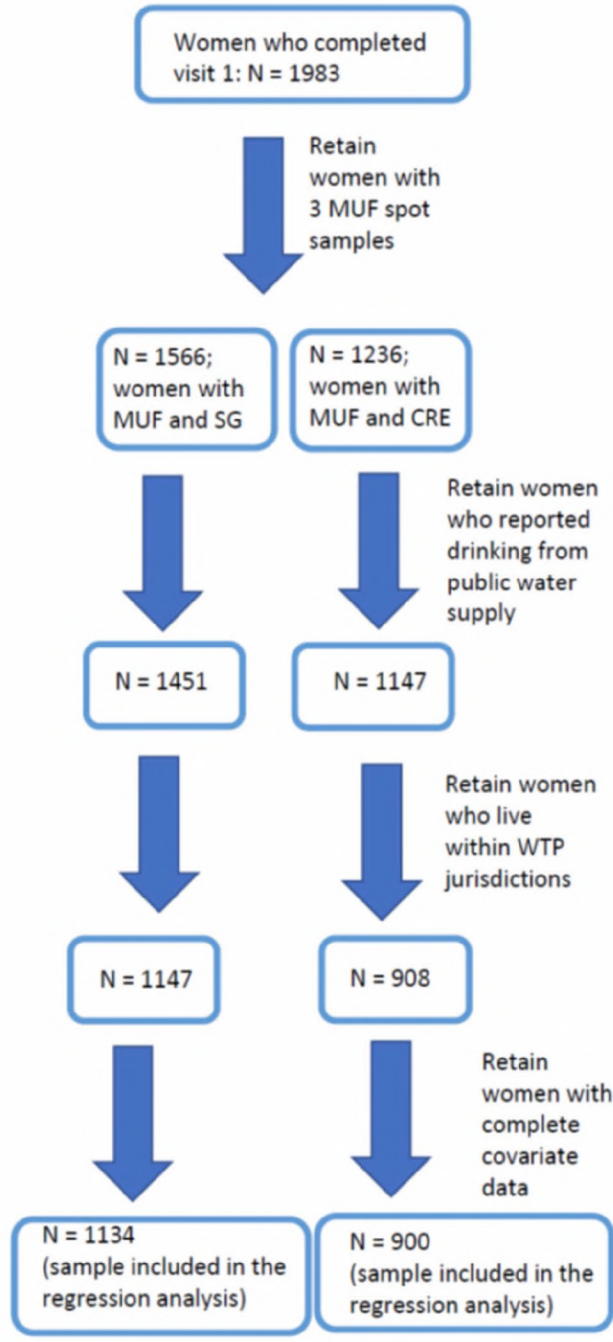 Women who completed
visit 1: N = 1983
Retain
women with
3 MUF spot
samples
N = 1566;
women with
MUF and SG
N = 1236;
women with
MUF and CRE
Retain women
who reported
drinking from
public water
supply
N = 1451
N = 1147
Retain women
who live
within WTP
jurisdictions
N = 1147
N = 908
Retain
women with
complete
covariate
data
N = 1134
(sample included in the
regression analysis)
N = 900
(sample included in the
regression analysis)